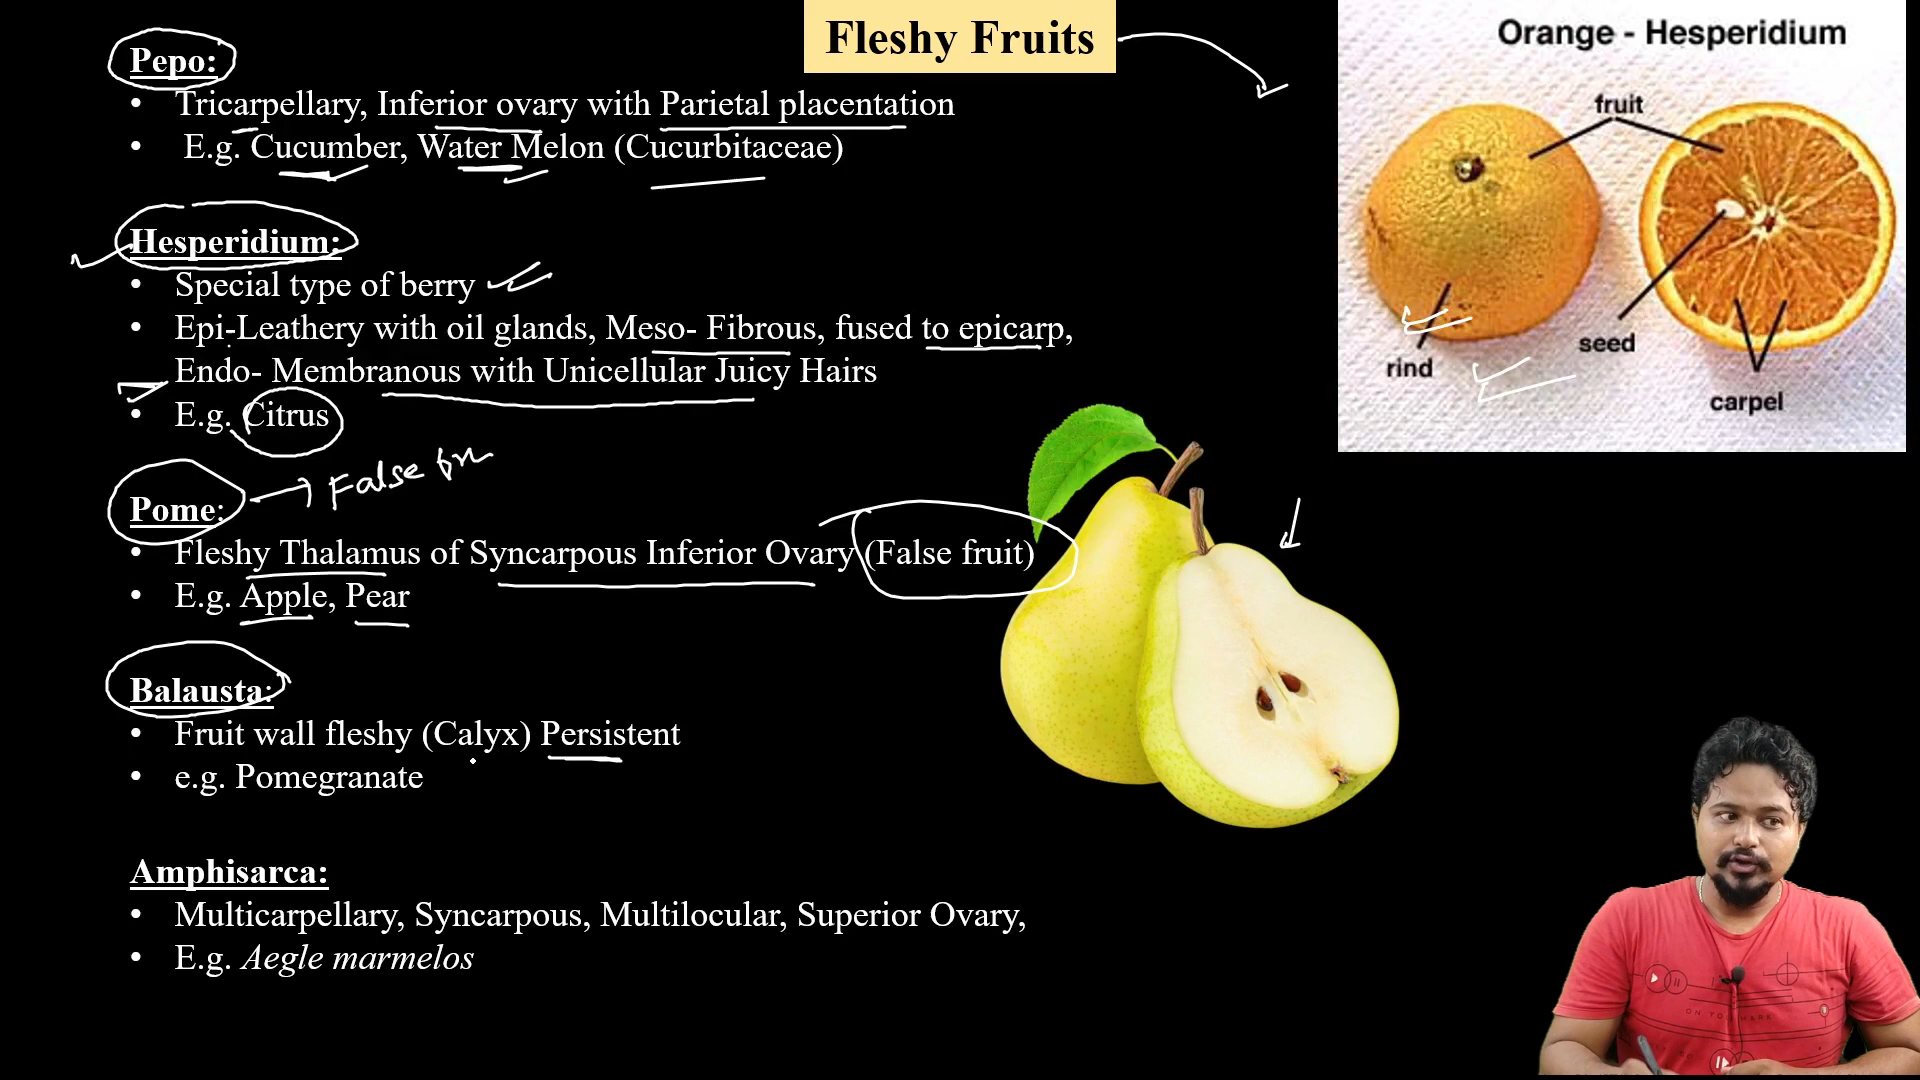 Fleshy Fruits
Pepo:
• Tricarpellary, Inferior ovary with Parietal placentation
• E.g. Cucumber, Water Melon (Cucurbitaceae)
Hesperidium:
• Special type of berry
• Epi-Leathery with oil glands, Meso- Fibrous, fused to epicarp,
Endo- Membranous with Unicellular Juicy Hairs
• E.g. Citrus
Pome:
→ False
• Fleshy Thalamus of Syncarpous Inferior Ovary (False fruit)
• E.g. Apple, Pear
Balausta:
• Fruit wall fleshy (Calyx) Persistent
• e.g. Pomegranate
Amphisarca:
• Multicarpellary, Syncarpous, Multilocular, Superior Ovary,
• E.g. Aegle marmelos
Orange - Hesperidium
fruit
seed
rind
carpel